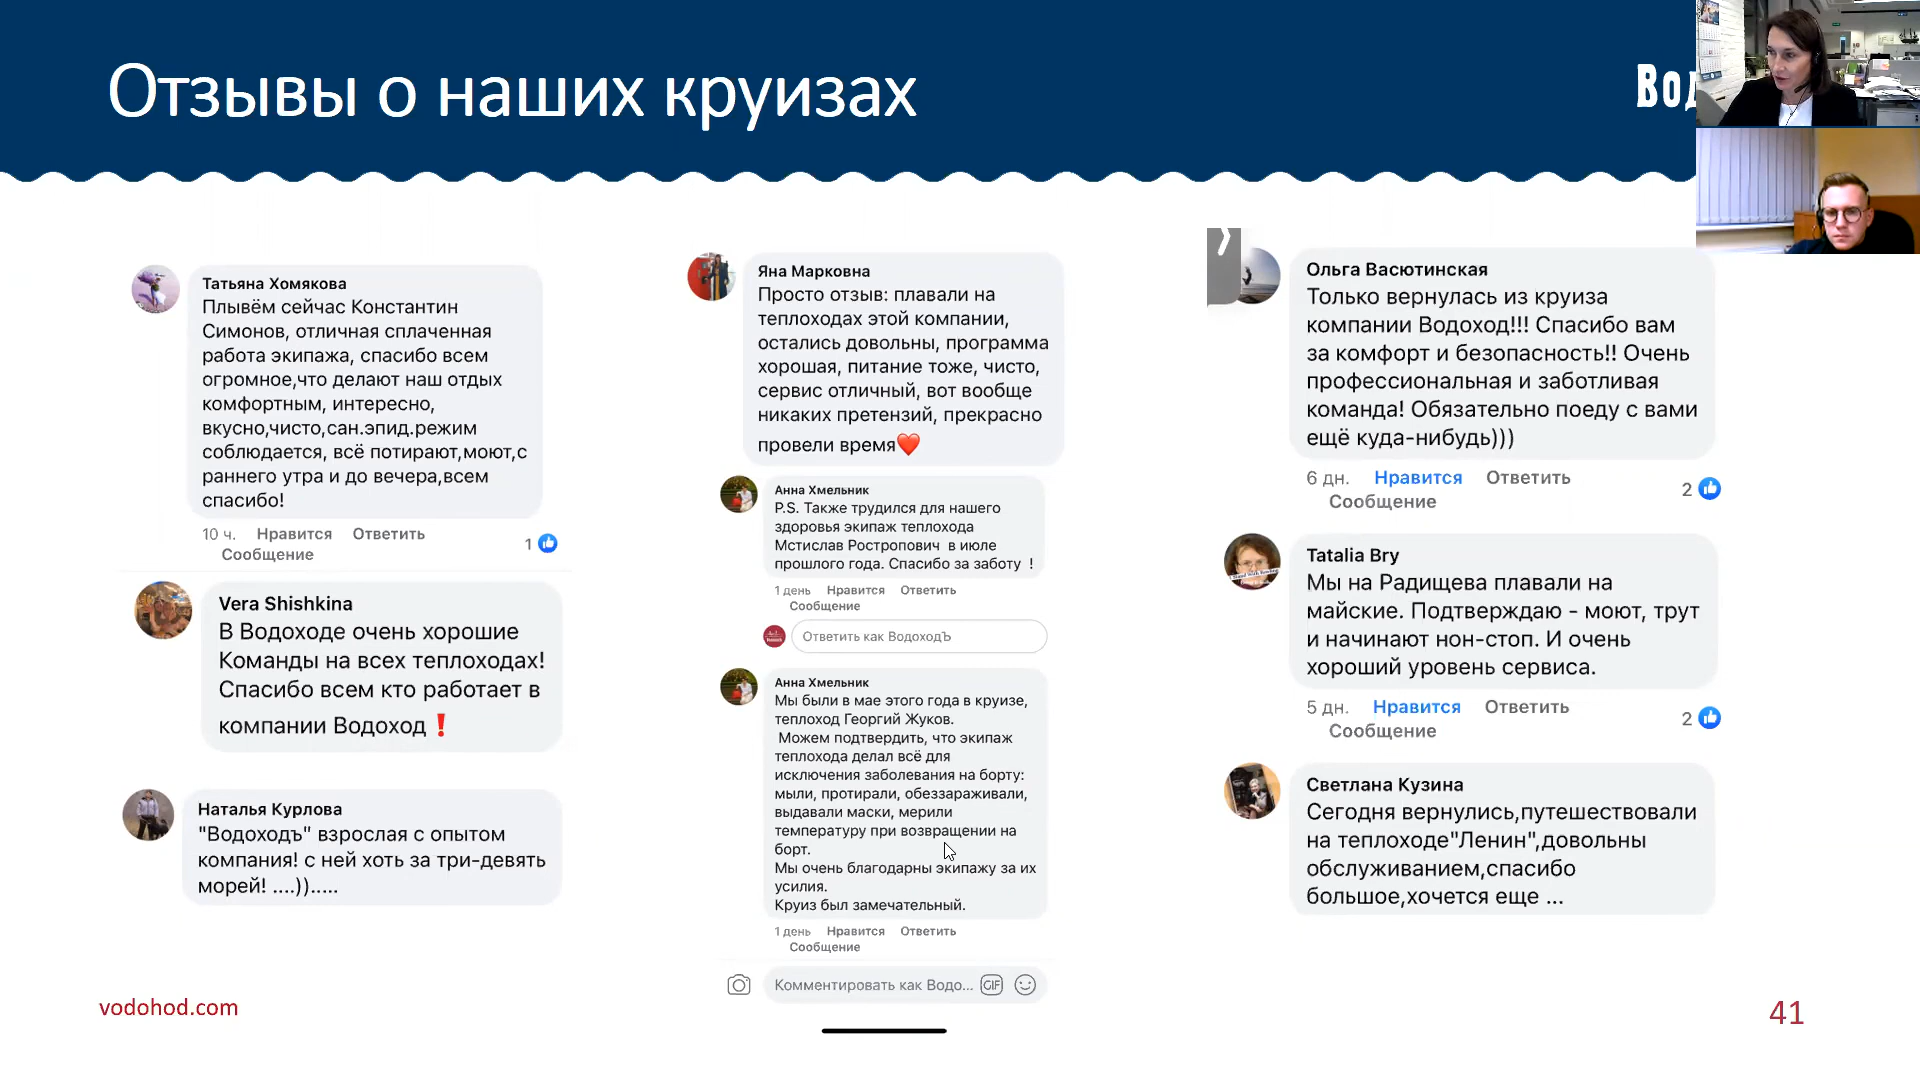 Отзывы о наших круизах
Татьяна Хомякова
Плывём сейчас Константин
Симонов, отличная сплаченная
работа экипажа, спасибо всем
огромное,что делают наш отдых
комфортным, интересно,
вкусно,чисто,сан.эпид.режим
соблюдается, всё потирают,моют,с
раннего утра и до вечера,всем
спасибо!
10 ч. Нравится Ответить
1
Сообщение
Vera Shishkina
В Водоходе очень хорошие
Команды на всех теплоходах!
Спасибо всем кто работает в
компании Водоход❗
Наталья Курлова
"Водоходъ" взрослая с опытом
компания! с ней хоть за три-девять
морей! ....)).....
Яна Марковна
Просто отзыв: плавали на
теплоходах этой компании,
остались довольны, программа
хорошая, питание тоже, чисто,
сервис отличный, вот вообще
никаких претензий, прекрасно
провели время❤️
Анна Хмельник
P.S. Также трудился для нашего
здоровья экипаж теплохода
Мстислав Ростропович в июле
прошлого года. Спасибо за заботу !
1 день Нравится Ответить
Сообщение
Ответить как ВодоходЪ
Анна Хмельник
Мы были в мае этого года в круизе,
теплоход Георгий Жуков.
Можем подтвердить, что экипаж
теплохода делал всё для
исключения заболевания на борту:
мыли, протирали, обеззараживали,
выдавали маски, мерили
температуру при возвращении на
борт.
Мы очень благодарны экипажу за их
усилия.
Круиз был замечательный.
1 день Нравится Ответить
Сообщение
Комментировать как Водо... GIF
Ольга Васютинская
Только вернулась из круиза
компании Водоход!!! Спасибо вам
за комфорт и безопасность!! Очень
профессиональная и заботливая
команда! Обязательно поеду с вами
ещё куда-нибудь)))
6 дн. Нравится Ответить
2
Сообщение
Tatalia Bry
Мы на Радищева плавали на
майские. Подтверждаю - моют, трут
и начинают нон-стоп. И очень
хороший уровень сервиса.
5 дн. Нравится Ответить
2
Сообщение
Светлана Кузина
Сегодня вернулись,путешествовали
на теплоходе"Ленин",довольны
обслуживанием,спасибо
большое,хочется еще ...
vodohod.com
41